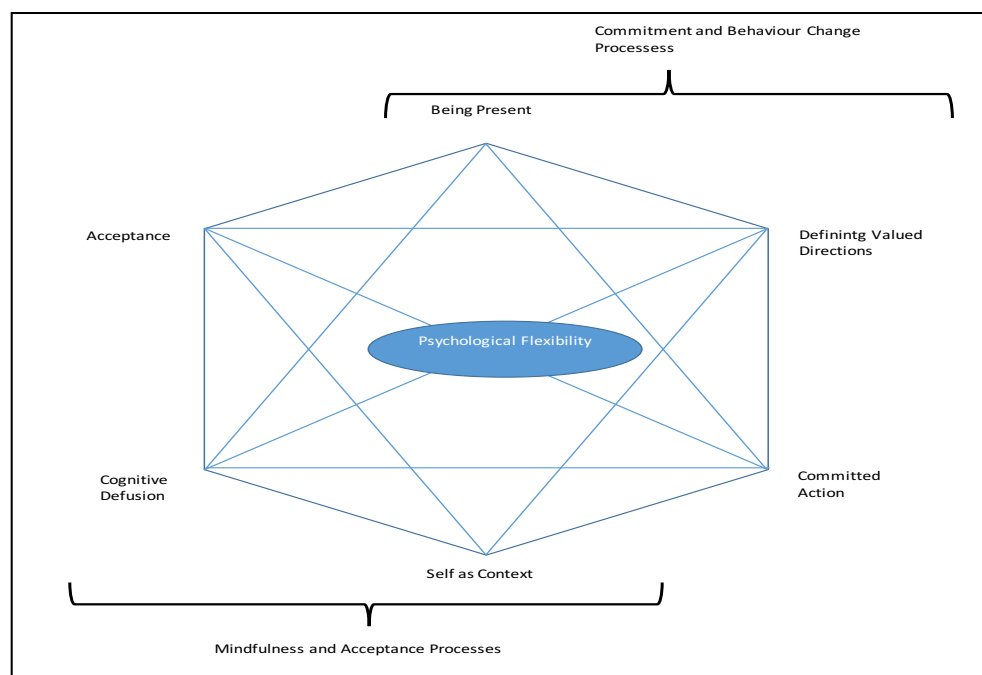 Commitment and Behaviour Change
Processess
Being Present
Acceptance
Definintg Valued
Directions
Psychological Flexibility
Cognitive
Defusion
Committed
Action
Self as Context
Mindfulness and Acceptance Processes